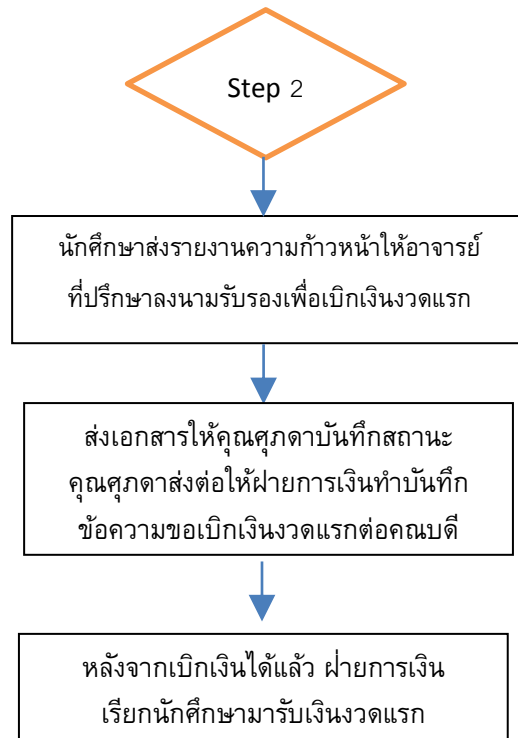 Step 2
นักศึกษาส่งรายงานความก้าวหน้าให้อาจารย์
ที่ปรึกษาลงนามรับรองเพื่อเบิกเงินงวดแรก
ส่งเอกสารให้คุณศุภดาบันทึกสถานะ
คุณศุภดาส่งต่อให้ฝ่ายการเงินทำบันทึก
ข้อความขอเบิกเงินงวดแรกต่อคณบดี
หลังจากเบิกเงินได้แล้ว ฝ่ายการเงิน
เรียกนักศึกษามารับเงินงวดแรก